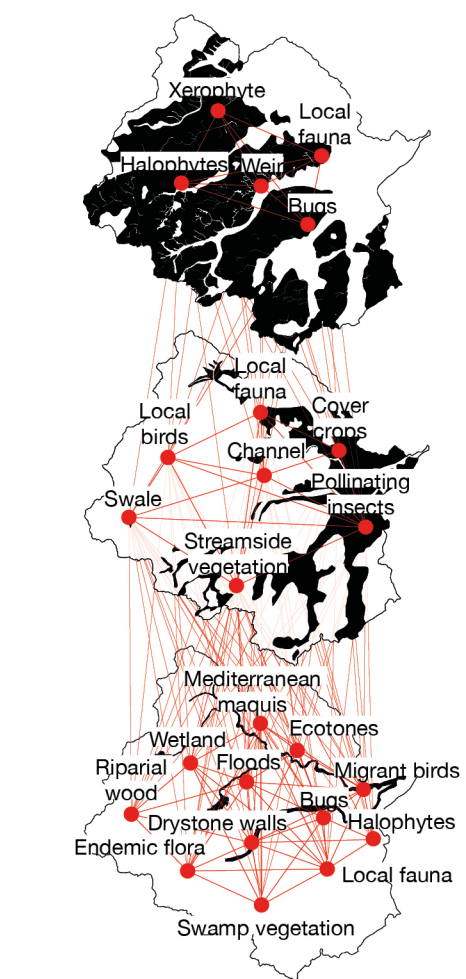 Xerophyte
Local
fauna
Halophytes
Weir
Bugs
Local
fauna
Cover
crops
Local
birds
Channel
Pollinating
insects
Swale
Streamside
vegetation
Mediterranean
maquis
Ecotones
Wetland
Floods
Riparial
wood
Migrant birds
Bugs
Drystone walls
Halophytes
Endemic flora
Local fauna
Swamp vegetation